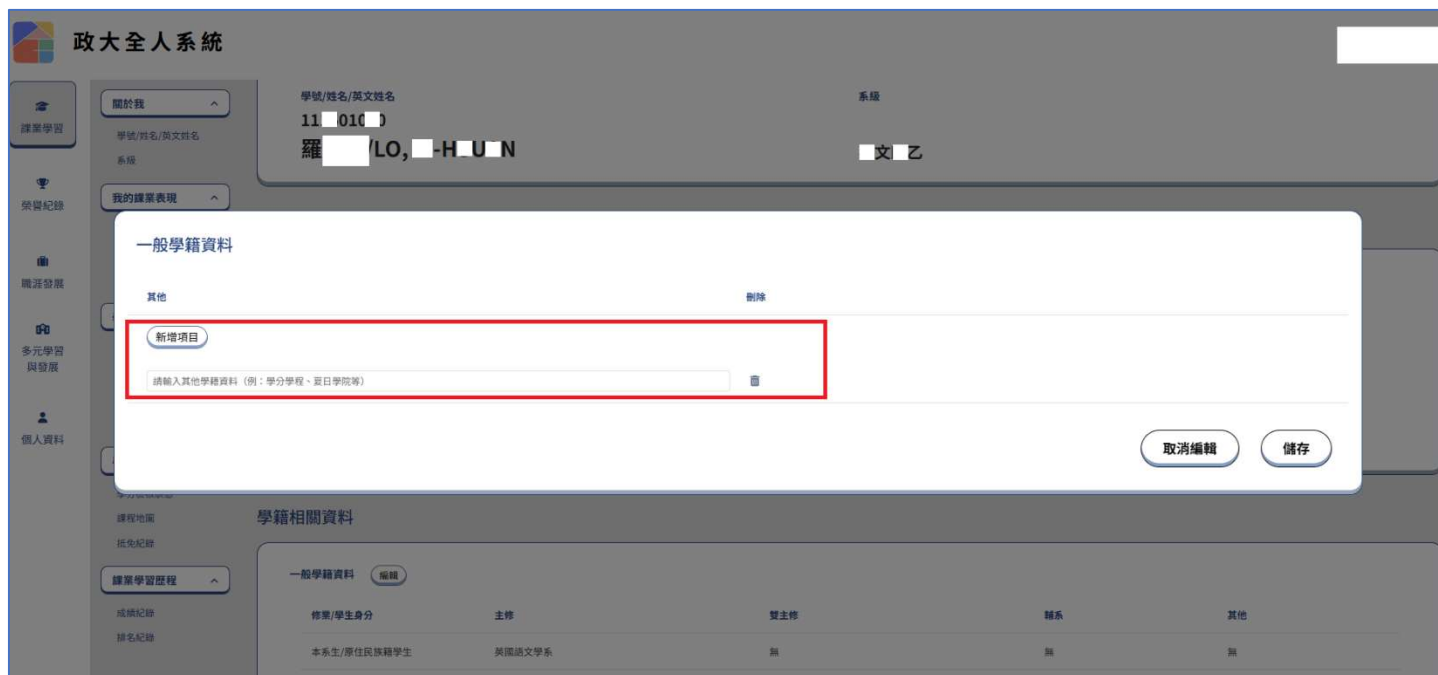 政大全人系統
學號/姓名/英文姓名
系級
關於我
課業學習
學號/姓名/英文姓名
系級
11 010 0
羅 /LO, -H U N
文 乙
榮譽紀錄
我的課業表現
一般學籍資料
職涯發展
其他
刪除
新增項目
多元學習
與發展
請輸入其他學籍資料（例：學分學程、夏日學院等）
個人資料
取消編輯
儲存
課程地圖
學籍相關資料
抵免紀錄
一般學籍資料
編輯
課業學習歷程
成績紀錄
修業/學生身分
主修
雙主修
輔系
其他
排名紀錄
本系生/原住民族籍學生
英國語文學系
無
無
無